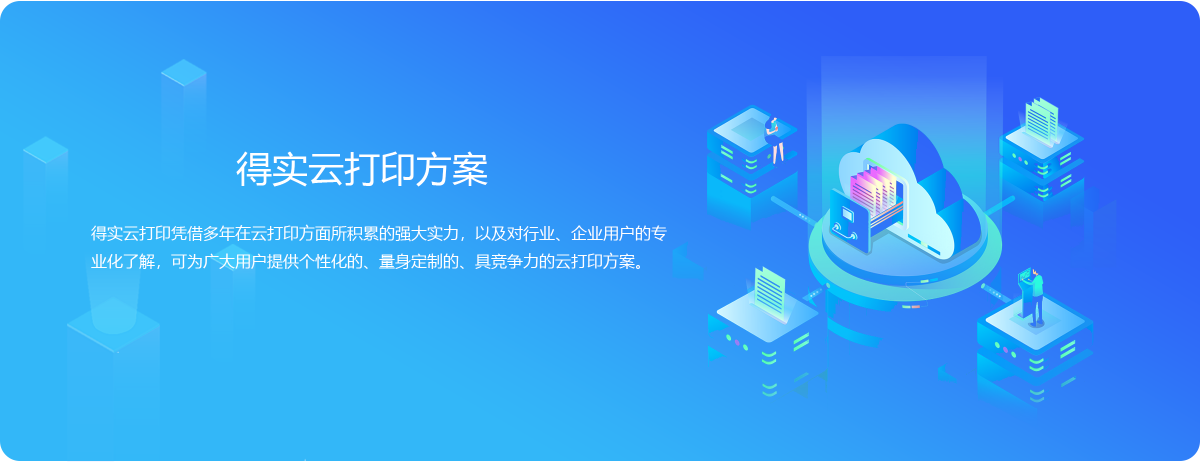 得实云打印方案
得实云打印凭借多年在云打印方面所积累的强大实力，以及对行业、企业用户的专
业化了解，可为广大用户提供个性化的、量身定制的、具竞争力的云打印方案。